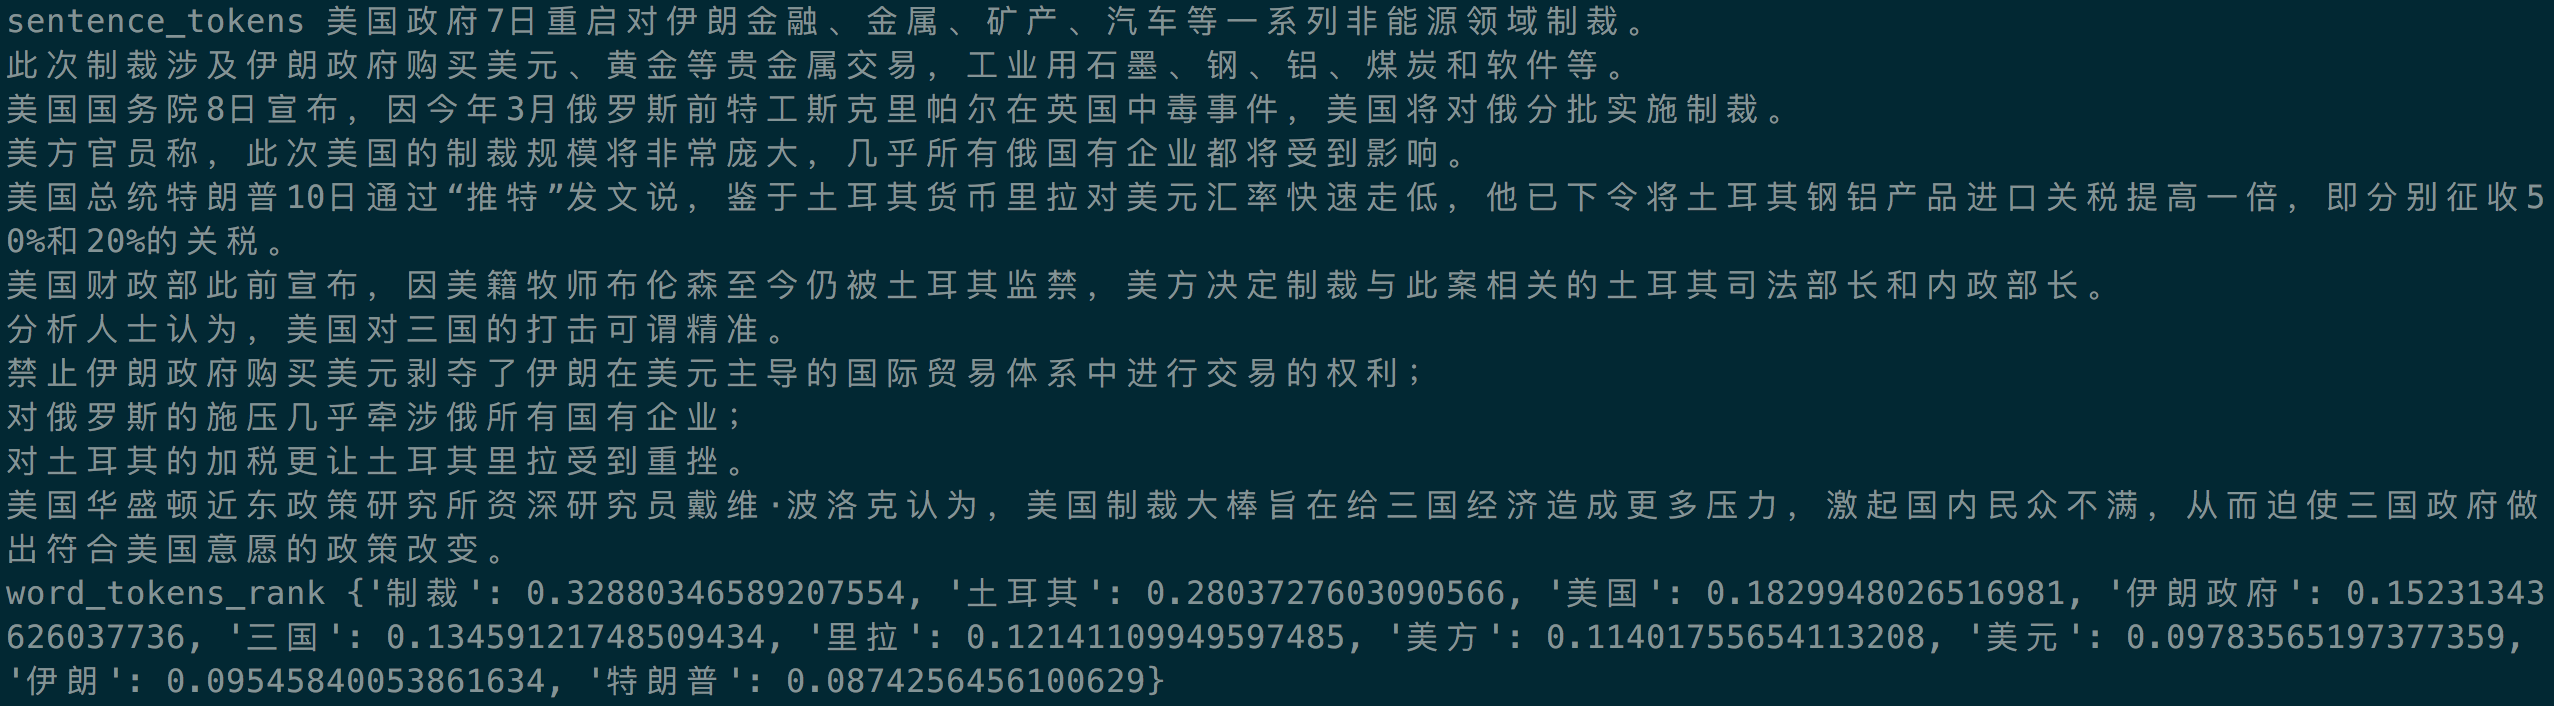 sentence_tokens 美国政府7日重启对伊朗金融、金属、矿产、汽车等一系列非能源领域制裁。
此次制裁涉及伊朗政府购买美元、黄金等贵金属交易，工业用石墨、钢、铝、煤炭和软件等。
美国国务院8日宣布，因今年3月俄罗斯前特工斯克里帕尔在英国中毒事件，美国将对俄分批实施制裁。
美方官员称，此次美国的制裁规模将非常庞大，几乎所有俄国有企业都将受到影响。
美国总统特朗普10日通过“推特”发文说，鉴于土耳其货币里拉对美元汇率快速走低，他已下令将土耳其钢铝产品进口关税提高一倍，即分别征收5
0%和20%的关税。
美国财政部此前宣布，因美籍牧师布伦森至今仍被土耳其监禁，美方决定制裁与此案相关的土耳其司法部长和内政部长。
分析人士认为，美国对三国的打击可谓精准。
禁止伊朗政府购买美元剥夺了伊朗在美元主导的国际贸易体系中进行交易的权利；
对俄罗斯的施压几乎牵涉俄所有国有企业；
对土耳其的加税更让土耳其里拉受到重挫。
美国华盛顿近东政策研究所资深研究员戴维·波洛克认为，美国制裁大棒旨在给三国经济造成更多压力，激起国内民众不满，从而迫使三国政府做
出符合美国意愿的政策改变。
word_tokens_rank {'制裁': 0.32880346589207554, '土耳其': 0.2803727603090566, '美国': 0.1829948026516981, '伊朗政府': 0.15231343
626037736, '三国': 0.13459121748509434, '里拉': 0.12141109949597485, '美方': 0.11401755654113208, '美元': 0.09783565197377359,
'伊朗': 0.09545840053861634, '特朗普': 0.0874256456100629}